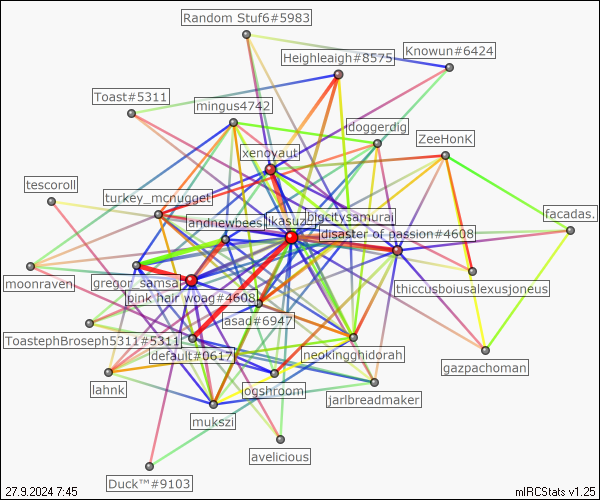 Random Stuf6#5983
Knowun#6424
Heighleaigh#8575
Toast#5311
mingus4742
doggerdig
ZeeHonK
xenoyaut
tescoroll
turkey_mcnugget
andnewbees
likasuz
bigcitysamurai
facadas.
disaster of passion#4608
moonraven
gregor_samsa
thiccusboiusalexusjoneus
pink hair woag#4608
asad#6947
ToastephBroseph5311#5311
default#0617
neokingghidorah
gazpachoman
lahnk
ogshroom
jarlbreadmaker
mukszi
avelicious
Duck™#9103
27.9.2024 7:45
mIRCStats v1.25